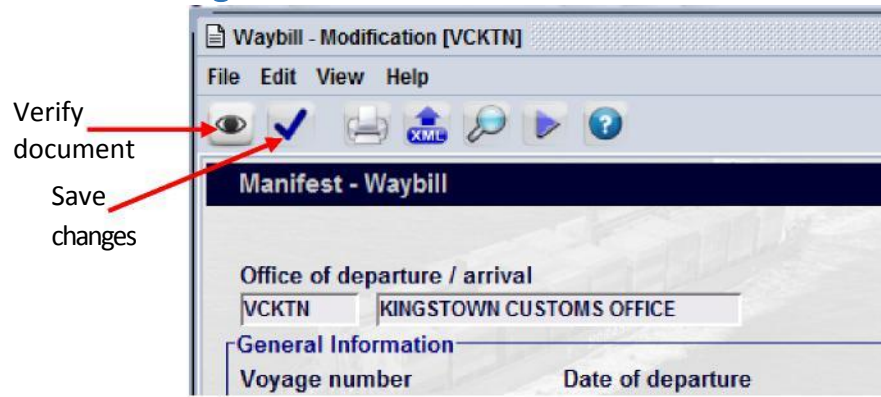 Waybill - Modification [VCKTN]
File Edit View Help
Verify
document
XML
?
Save
changes
Manifest - Waybill
Office of departure / arrival
VCKTN KINGSTOWN CUSTOMS OFFICE
General Information
Voyage number Date of departure